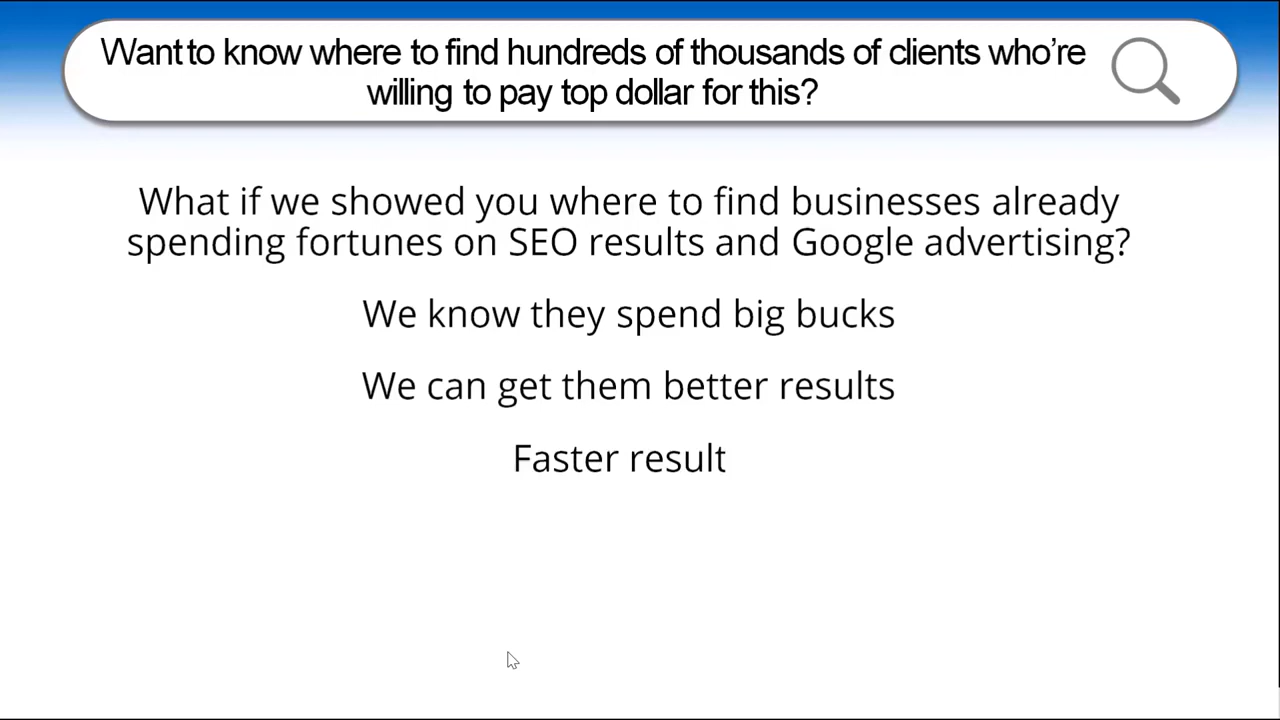 Want to know where to find hundreds of thousands of clients who’re
willing to pay top dollar for this?
What if we showed you where to find businesses already
spending fortunes on SEO results and Google advertising?
We know they spend big bucks
We can get them better results
Faster result